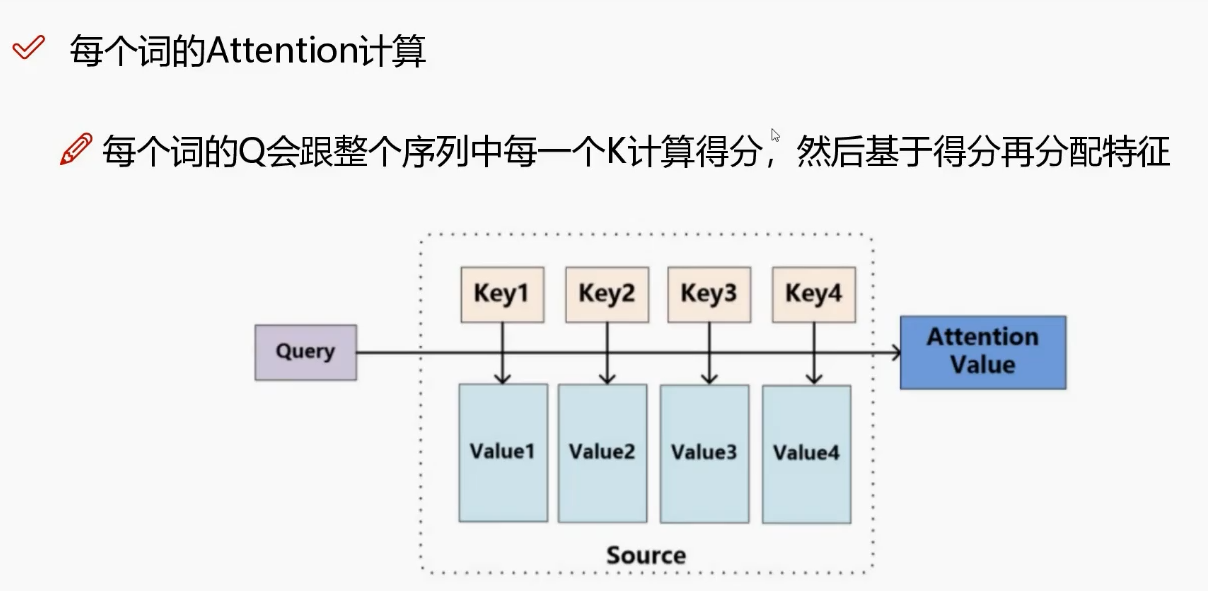 每个词的Attention计算
每个词的Q会跟整个序列中每一个K计算得分，然后基于得分再分配特征
Key1 Key2 Key3 Key4
Query
Attention
Value
Value1 Value2 Value3 Value4
Source